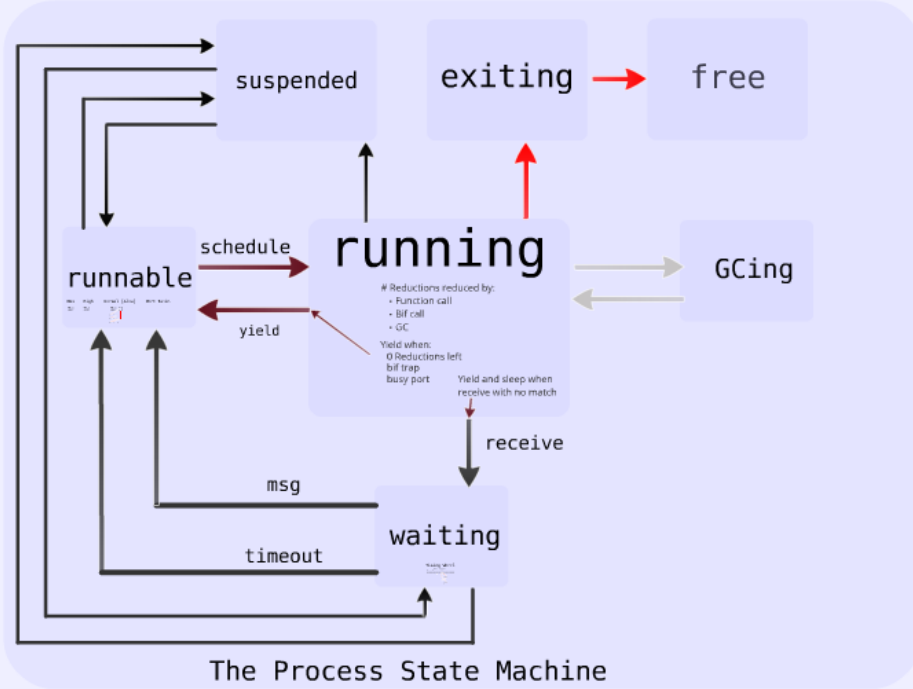 suspended
exiting
free
schedule
running
runnable
GCing
# Reductions reduced by:
• Function call
• Bif call
• GC
yield
Yield when:
0 Reductions left
bif trap
busy port
Yield and sleep when
receive with no match
receive
msg
waiting
timeout
The Process State Machine